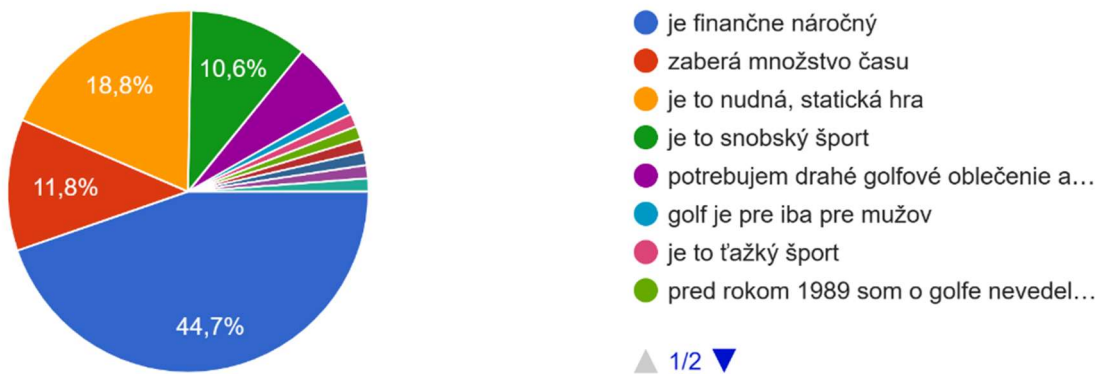 18,8%
10,6%
11,8%
44,7%
je finančne náročný
zaberá množstvo času
je to nudná, statická hra
je to snobský šport
potrebujem drahé golfové oblečenie a…
golf je pre iba pre mužov
je to ťažký šport
pred rokom 1989 som o golfe nevedel…
1/2